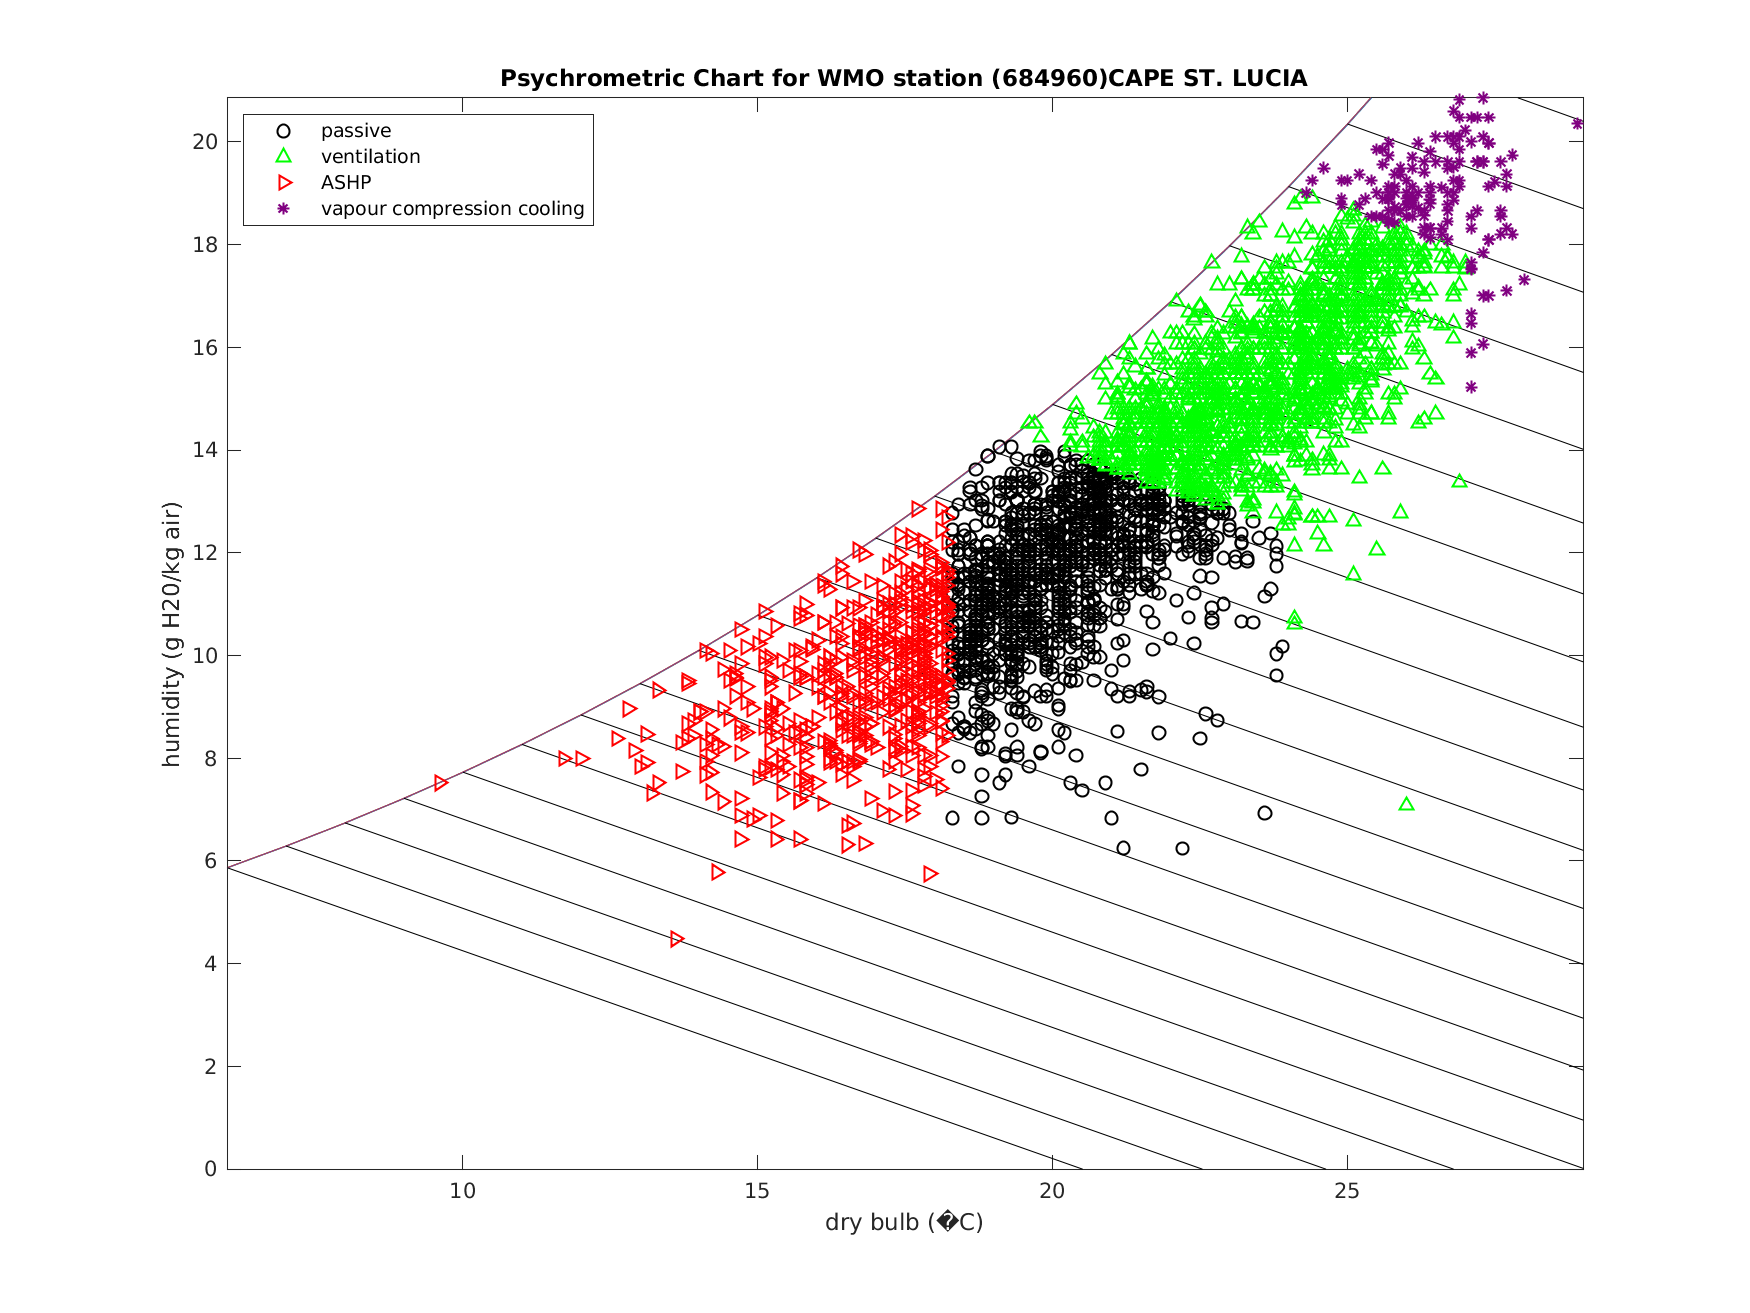 Psychrometric Chart for WMO station (684960)CAPE ST. LUCIA
passive
ventilation
ASHP
vapour compression cooling
humidity (g H20/kg air)
20
18
16
14
12
10
8
6
4
2
0
10 15 20 25
dry bulb (�C)